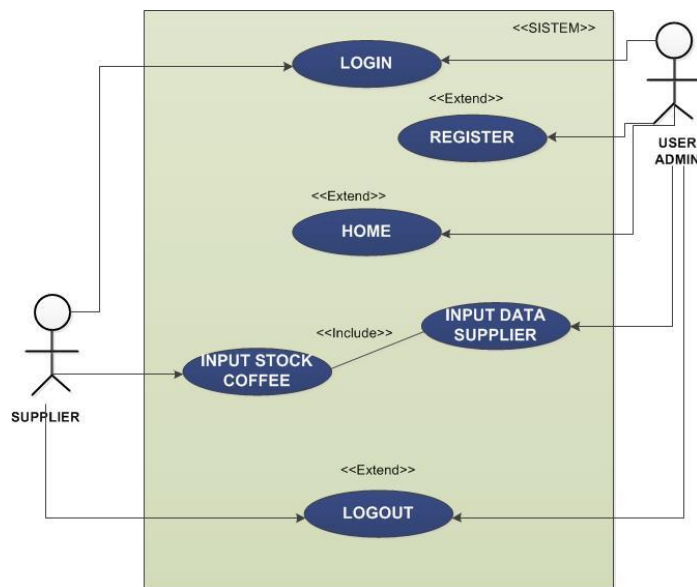 <<SISTEM>>
LOGIN
<<Extend>>
REGISTER
USER
ADMIN
<<Extend>>
HOME
INPUT DATA
SUPPLIER
<<Include>>
INPUT STOCK
COFFEE
SUPPLIER
<<Extend>>
LOGOUT